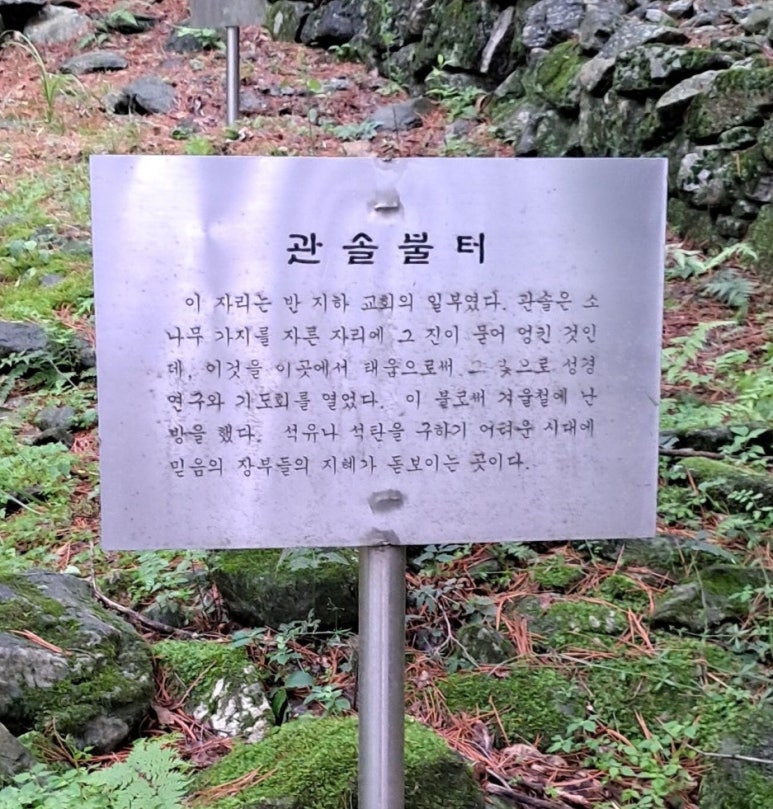 관솔불터
이 자리는 반 지하 교회의 일부였다. 관솔은 소
나무 가지를 자른 자리에 그 진이 물어 엉킨 것인
데, 이것을 이곳에서 태움으로써 그 빛으로 성경
연구와 기도회를 열었다. 이 불로써 겨울철에 난
방을 했다. 석유나 석탄을 구하기 어려운 시대에
믿음의 장부들의 지혜가 돋보이는 곳이다.